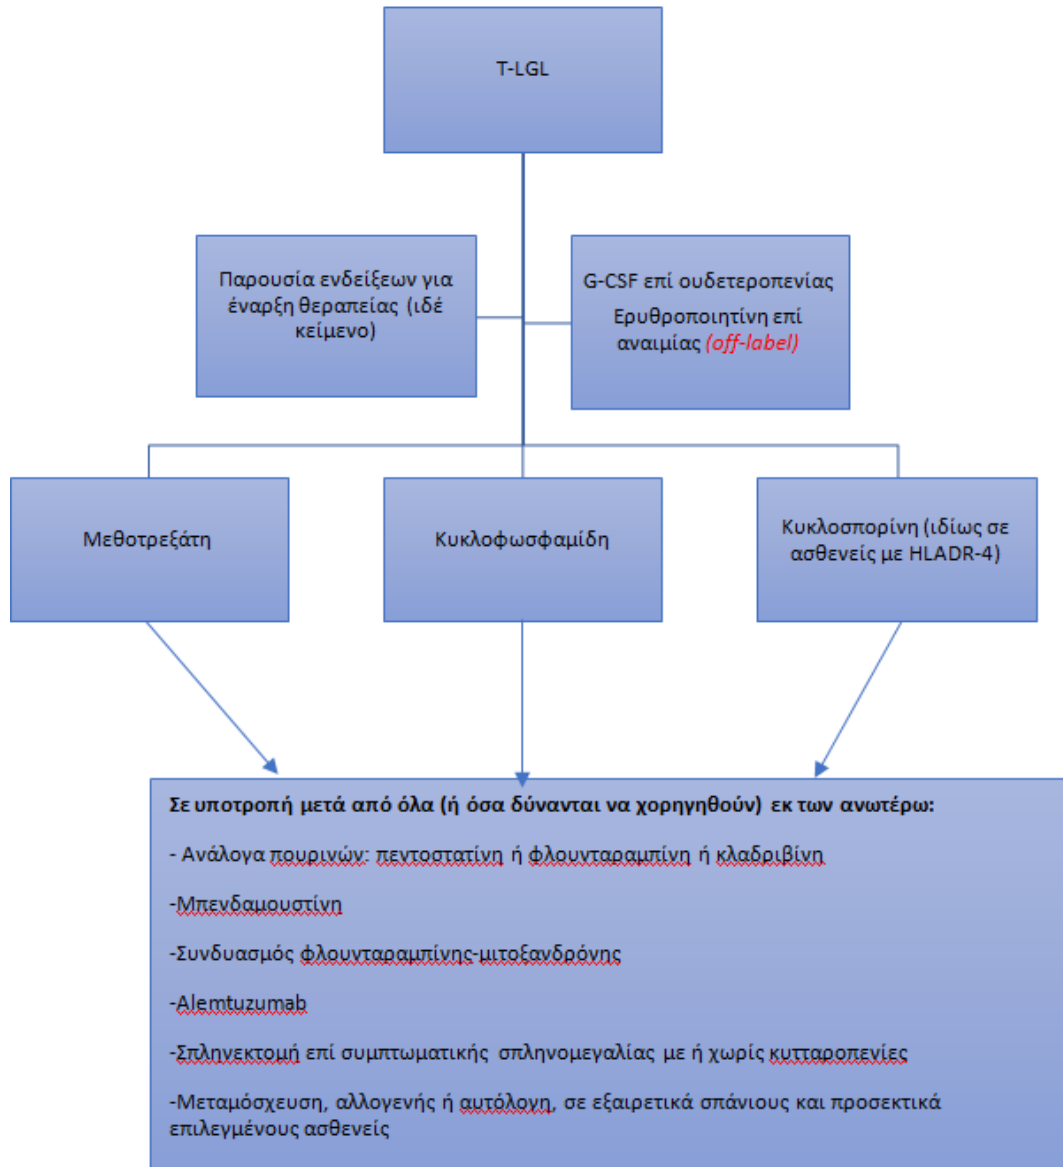 T-LGL
Παρουσία ενδείξεων για
έναρξη θεραπείας (ιδέ
κείμενο)
G-CSF επί ουδετεροπενίας
Ερυθροποιητίνη επί
αναιμίας (off-label)
Μεθοτρεξάτη
Κυκλοφωσφαμίδη
Κυκλοσπορίνη (ιδίως σε
ασθενείς με HLADR-4)
Σε υποτροπή μετά από όλα (ή όσα δύνανται να χορηγηθούν) εκ των ανωτέρω:
- Ανάλογα πουρινών: πεντοστατίνη ή φλουνταραμπίνη ή κλαδριβίνη
-Μπενδαμουστίνη
-Συνδυασμός φλουνταραμπίνης-μιτοξανδρόνης
-Alemtuzumab
-Σπληνεκτομή επί συμπτωματικής σπληνομεγαλίας με ή χωρίς κυτταροπενίες
-Μεταμόσχευση, αλλογενής ή αυτόλογη, σε εξαιρετικά σπάνιους και προσεκτικά
επιλεγμένους ασθενείς